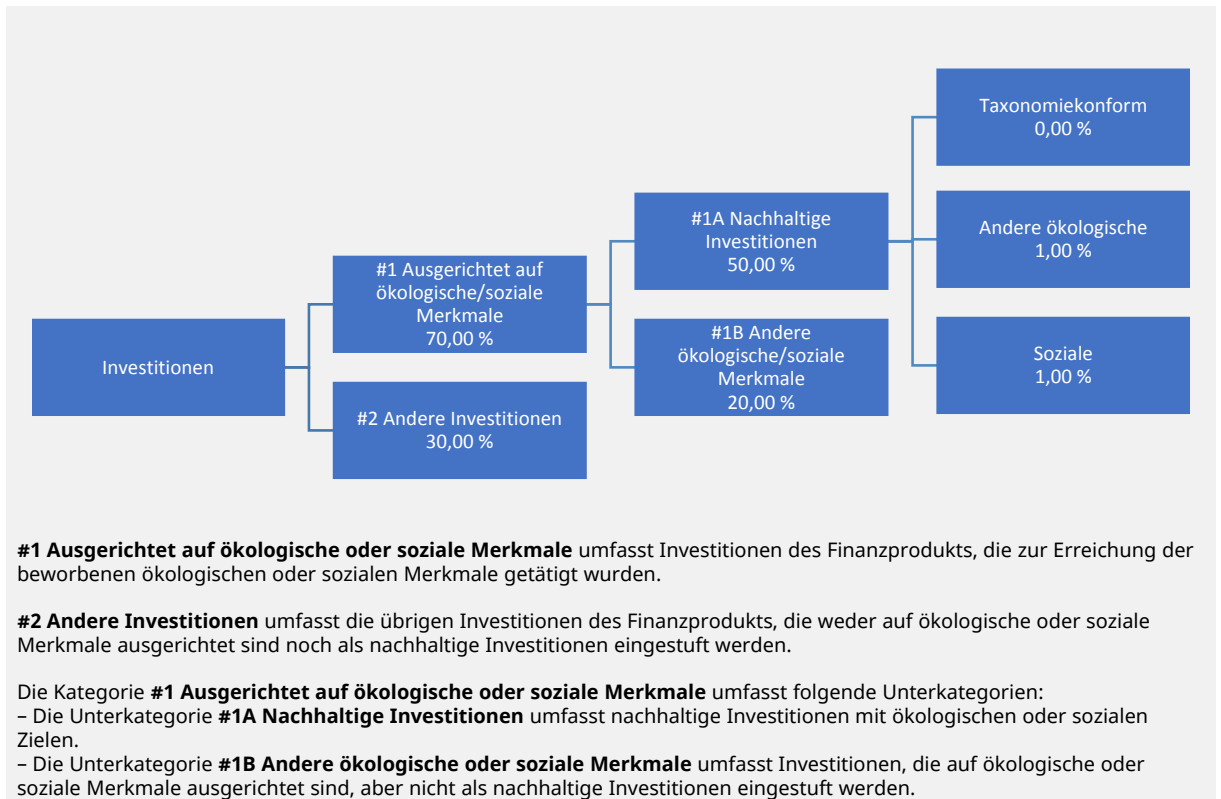 Investitionen
#1 Ausgerichtet auf
ökologische/soziale
Merkmale
70,00 %
#2 Andere Investitionen
30,00 %
#1A Nachhaltige
Investitionen
50,00 %
#1B Andere
ökologische/soziale
Merkmale
20,00 %
Taxonomiekonform
0,00 %
Andere ökologische
1,00 %
Soziale
1,00 %
#1 Ausgerichtet auf ökologische oder soziale Merkmale umfasst Investitionen des Finanzprodukts, die zur Erreichung der
beworbenen ökologischen oder sozialen Merkmale getätigt wurden.
#2 Andere Investitionen umfasst die übrigen Investitionen des Finanzprodukts, die weder auf ökologische oder soziale
Merkmale ausgerichtet sind noch als nachhaltige Investitionen eingestuft werden.
Die Kategorie #1 Ausgerichtet auf ökologische oder soziale Merkmale umfasst folgende Unterkategorien:
– Die Unterkategorie #1A Nachhaltige Investitionen umfasst nachhaltige Investitionen mit ökologischen oder sozialen
Zielen.
– Die Unterkategorie #1B Andere ökologische oder soziale Merkmale umfasst Investitionen, die auf ökologische oder
soziale Merkmale ausgerichtet sind, aber nicht als nachhaltige Investitionen eingestuft werden.